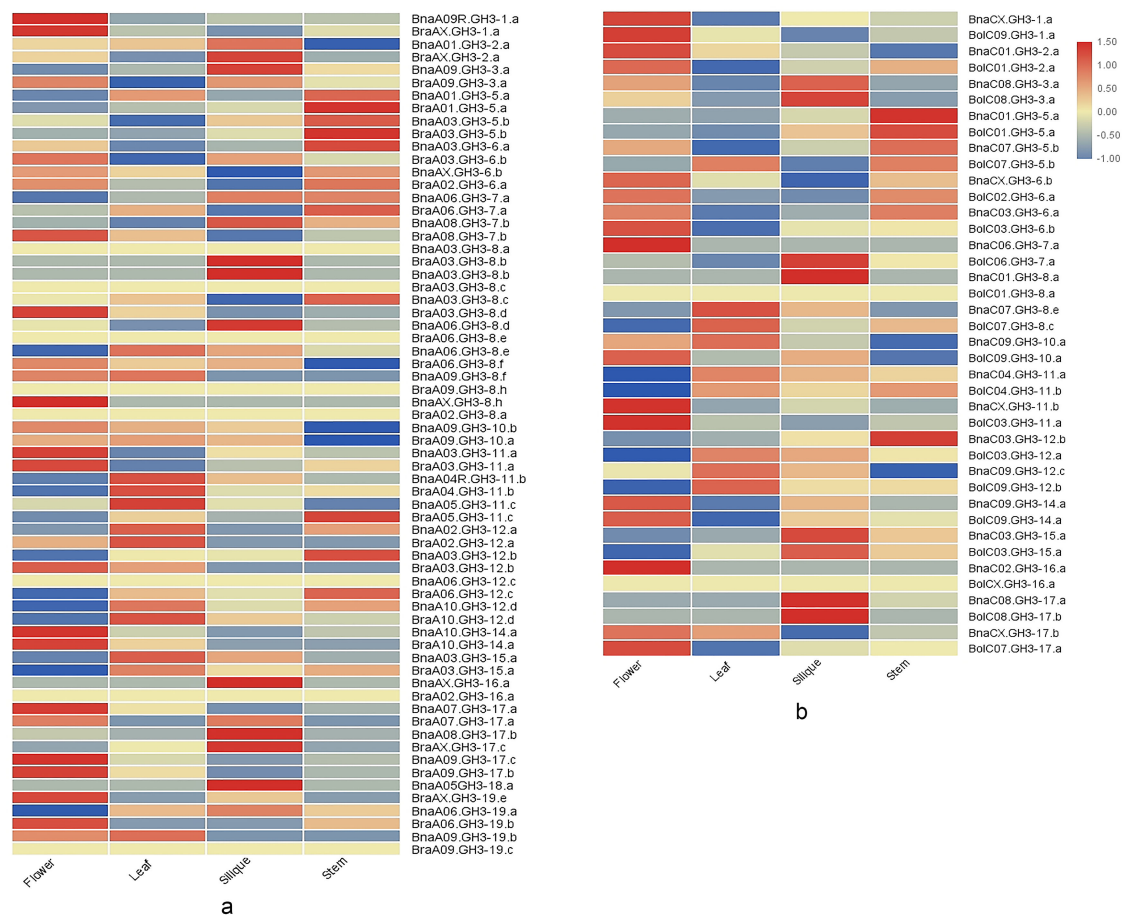 BnaA09R.GH3-1.a
BraAX.GH3-1.a
BnaA01.GH3-2.a
BraAX.GH3-2.a
BnaA09.GH3-3.a
BraA09.GH3-3.a
BnaA01.GH3-5.a
BraA01.GH3-5.a
BnaA03.GH3-5.b
BraA03.GH3-5.b
BnaA03.GH3-6.a
BraA03.GH3-6.b
BnaAX.GH3-6.b
BraA02.GH3-6.a
BnaA06.GH3-7.a
BraA06.GH3-7.a
BnaA08.GH3-7.b
BraA08.GH3-7.b
BnaA03.GH3-8.a
BraA03.GH3-8.b
BnaA03.GH3-8.b
BraA03.GH3-8.c
BnaA03.GH3-8.c
BraA03.GH3-8.d
BnaA06.GH3-8.d
BraA06.GH3-8.e
BnaA06.GH3-8.e
BraA06.GH3-8.f
BnaA09.GH3-8.f
BraA09.GH3-8.h
BnaAX.GH3-8.h
BraA02.GH3-8.a
BnaA09.GH3-10.b
BraA09.GH3-10.a
BnaA03.GH3-11.a
BraA03.GH3-11.a
BnaA04R.GH3-11.b
BraA04.GH3-11.b
BnaA05.GH3-11.c
BraA05.GH3-11.c
BnaA02.GH3-12.a
BraA02.GH3-12.a
BnaA03.GH3-12.b
BraA03.GH3-12.b
BnaA06.GH3-12.c
BraA06.GH3-12.c
BnaA10.GH3-12.d
BraA10.GH3-12.d
BnaA10.GH3-14.a
BraA10.GH3-14.a
BnaA03.GH3-15.a
BraA03.GH3-15.a
BnaAX.GH3-16.a
BraA02.GH3-16.a
BnaA07.GH3-17.a
BraA07.GH3-17.a
BnaA08.GH3-17.b
BraAX.GH3-17.c
BnaA09.GH3-17.c
BraA09.GH3-17.b
BnaA05GH3-18.a
BraAX.GH3-19.e
BnaA06.GH3-19.a
BraA06.GH3-19.b
BnaA09.GH3-19.b
BraA09.GH3-19.c
Flower Leaf Silique Stem
a
BnaCX.GH3-1.a
BolC09.GH3-1.a
BnaC01.GH3-2.a
BolC01.GH3-2.a
BnaC08.GH3-3.a
BolC08.GH3-3.a
BnaC01.GH3-5.a
BolC01.GH3-5.a
BnaC07.GH3-5.b
BolC07.GH3-5.b
BnaCX.GH3-6.b
BolC02.GH3-6.a
BnaC03.GH3-6.a
BolC03.GH3-6.b
BnaC06.GH3-7.a
BolC06.GH3-7.a
BnaC01.GH3-8.a
BolC01.GH3-8.a
BnaC07.GH3-8.e
BolC07.GH3-8.c
BnaC09.GH3-10.a
BolC09.GH3-10.a
BnaC04.GH3-11.a
BolC04.GH3-11.b
BnaCX.GH3-11.b
BolC03.GH3-11.a
BnaC03.GH3-12.b
BolC03.GH3-12.a
BnaC09.GH3-12.c
BolC09.GH3-12.b
BnaC09.GH3-14.a
BolC09.GH3-14.a
BnaC03.GH3-15.a
BolC03.GH3-15.a
BnaC02.GH3-16.a
BolCX.GH3-16.a
BnaC08.GH3-17.a
BolC08.GH3-17.b
BnaCX.GH3-17.b
BolC07.GH3-17.a
Flower Leaf Silique Stem
b
1.50
1.00
0.50
0.00
-0.50
-1.00